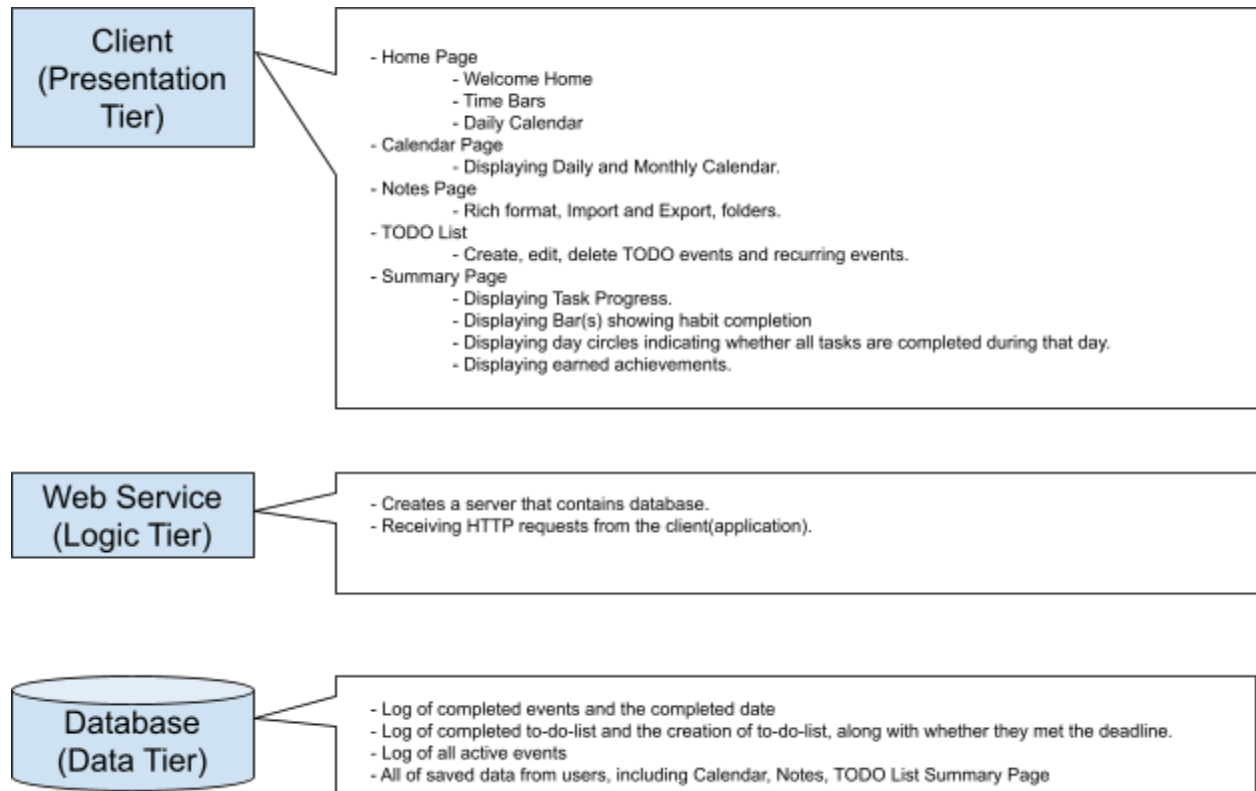 Client
(Presentation
Tier)
- Home Page
- Welcome Home
- Time Bars
- Daily Calendar
- Calendar Page
- Displaying Daily and Monthly Calendar.
- Notes Page
- Rich format, Import and Export, folders.
- TODO List
- Create, edit, delete TODO events and recurring events.
- Summary Page
- Displaying Task Progress.
- Displaying Bar(s) showing habit completion
- Displaying day circles indicating whether all tasks are completed during that day.
- Displaying earned achievements.
Web Service
(Logic Tier)
- Creates a server that contains database.
- Receiving HTTP requests from the client(application).
Database
(Data Tier)
- Log of completed events and the completed date
- Log of completed to-do-list and the creation of to-do-list, along with whether they met the deadline.
- Log of all active events
- All of saved data from users, including Calendar, Notes, TODO List Summary Page